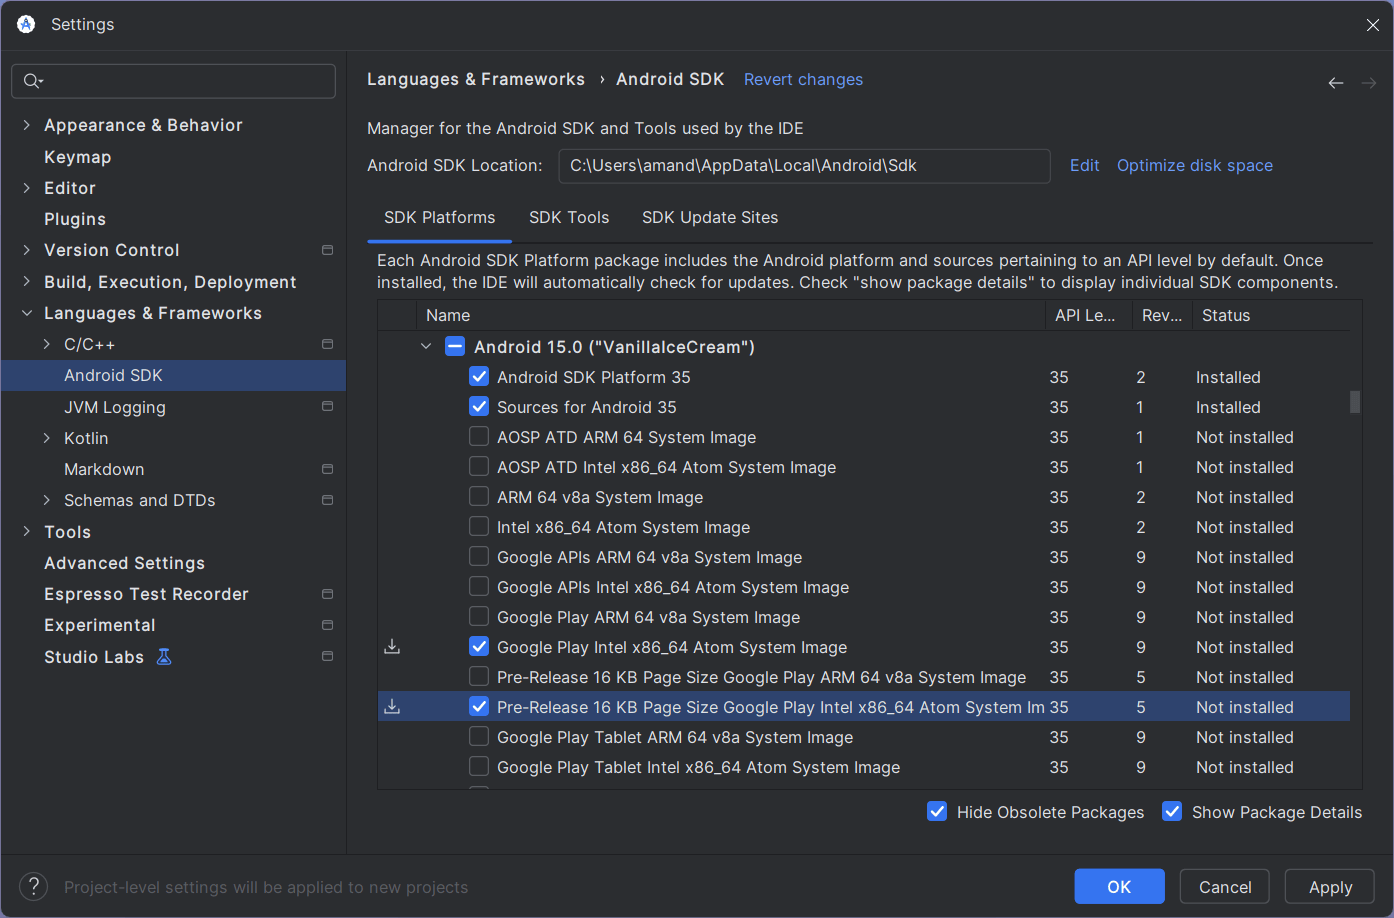 Settings
Languages & Frameworks › Android SDK Revert changes
Appearance & Behavior
Keymap
Editor
Plugins
Version Control
Build, Execution, Deployment
Languages & Frameworks
C/C++
Android SDK
JVM Logging
Kotlin
Markdown
Schemas and DTDs
Tools
Advanced Settings
Espresso Test Recorder
Experimental
Studio Labs
Manager for the Android SDK and Tools used by the IDE
Android SDK Location: C:\Users\amand\AppData\Local\Android\Sdk Edit Optimize disk space
SDK Platforms SDK Tools SDK Update Sites
Each Android SDK Platform package includes the Android platform and sources pertaining to an API level by default. Once
installed, the IDE will automatically check for updates. Check "show package details" to display individual SDK components.
Name API Le... Rev... Status
Android 15.0 ("VanillaIceCream")
Android SDK Platform 35 35 2 Installed
Sources for Android 35 35 1 Installed
AOSP ATD ARM 64 System Image 35 1 Not installed
AOSP ATD Intel x86_64 Atom System Image 35 1 Not installed
ARM 64 v8a System Image 35 2 Not installed
Intel x86_64 Atom System Image 35 2 Not installed
Google APIs ARM 64 v8a System Image 35 9 Not installed
Google APIs Intel x86_64 Atom System Image 35 9 Not installed
Google Play ARM 64 v8a System Image 35 9 Not installed
Google Play Intel x86_64 Atom System Image 35 9 Not installed
Pre-Release 16 KB Page Size Google Play ARM 64 v8a System Image 35 5 Not installed
Pre-Release 16 KB Page Size Google Play Intel x86_64 Atom System Im 35 5 Not installed
Google Play Tablet ARM 64 v8a System Image 35 9 Not installed
Google Play Tablet Intel x86_64 Atom System Image 35 9 Not installed
Hide Obsolete Packages Show Package Details
? Project-level settings will be applied to new projects
OK Cancel Apply